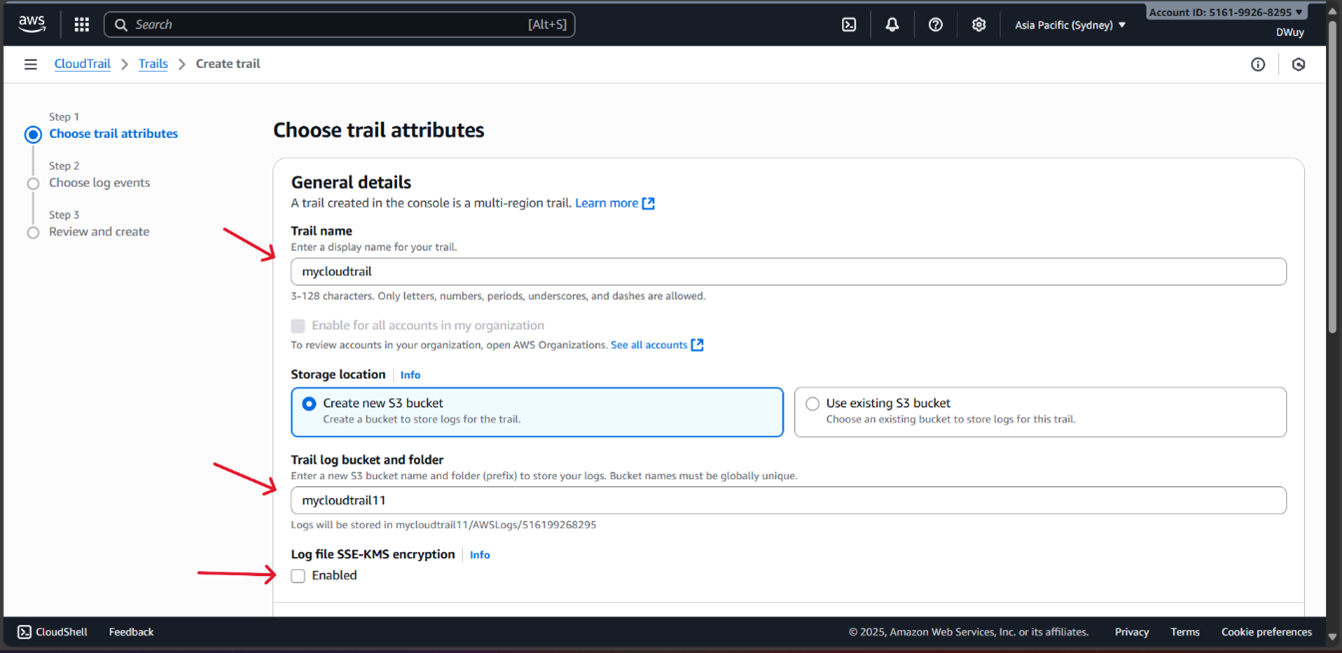 aws
Search
[Alt+S]
Asia Pacific (Sydney)
Account ID: 5161-9926-8295
DWuy
CloudTrail
Trails
Create trail
Step 1
Choose trail attributes
Step 2
Choose log events
Step 3
Review and create
Choose trail attributes
General details
A trail created in the console is a multi-region trail. Learn more
Trail name
Enter a display name for your trail.
mycloudtrail
3-128 characters. Only letters, numbers, periods, underscores, and dashes are allowed.
Enable for all accounts in my organization
To review accounts in your organization, open AWS Organizations. See all accounts
Storage location Info
Create new S3 bucket
Create a bucket to store logs for the trail.
Use existing S3 bucket
Choose an existing bucket to store logs for this trail.
Trail log bucket and folder
Enter a new S3 bucket name and folder (prefix) to store your logs. Bucket names must be globally unique.
mycloudtrail11
Logs will be stored in mycloudtrail11/AWSLogs/516199268295
Log file SSE-KMS encryption Info
Enabled
CloudShell Feedback © 2025, Amazon Web Services, Inc. or its affiliates. Privacy Terms Cookie preferences